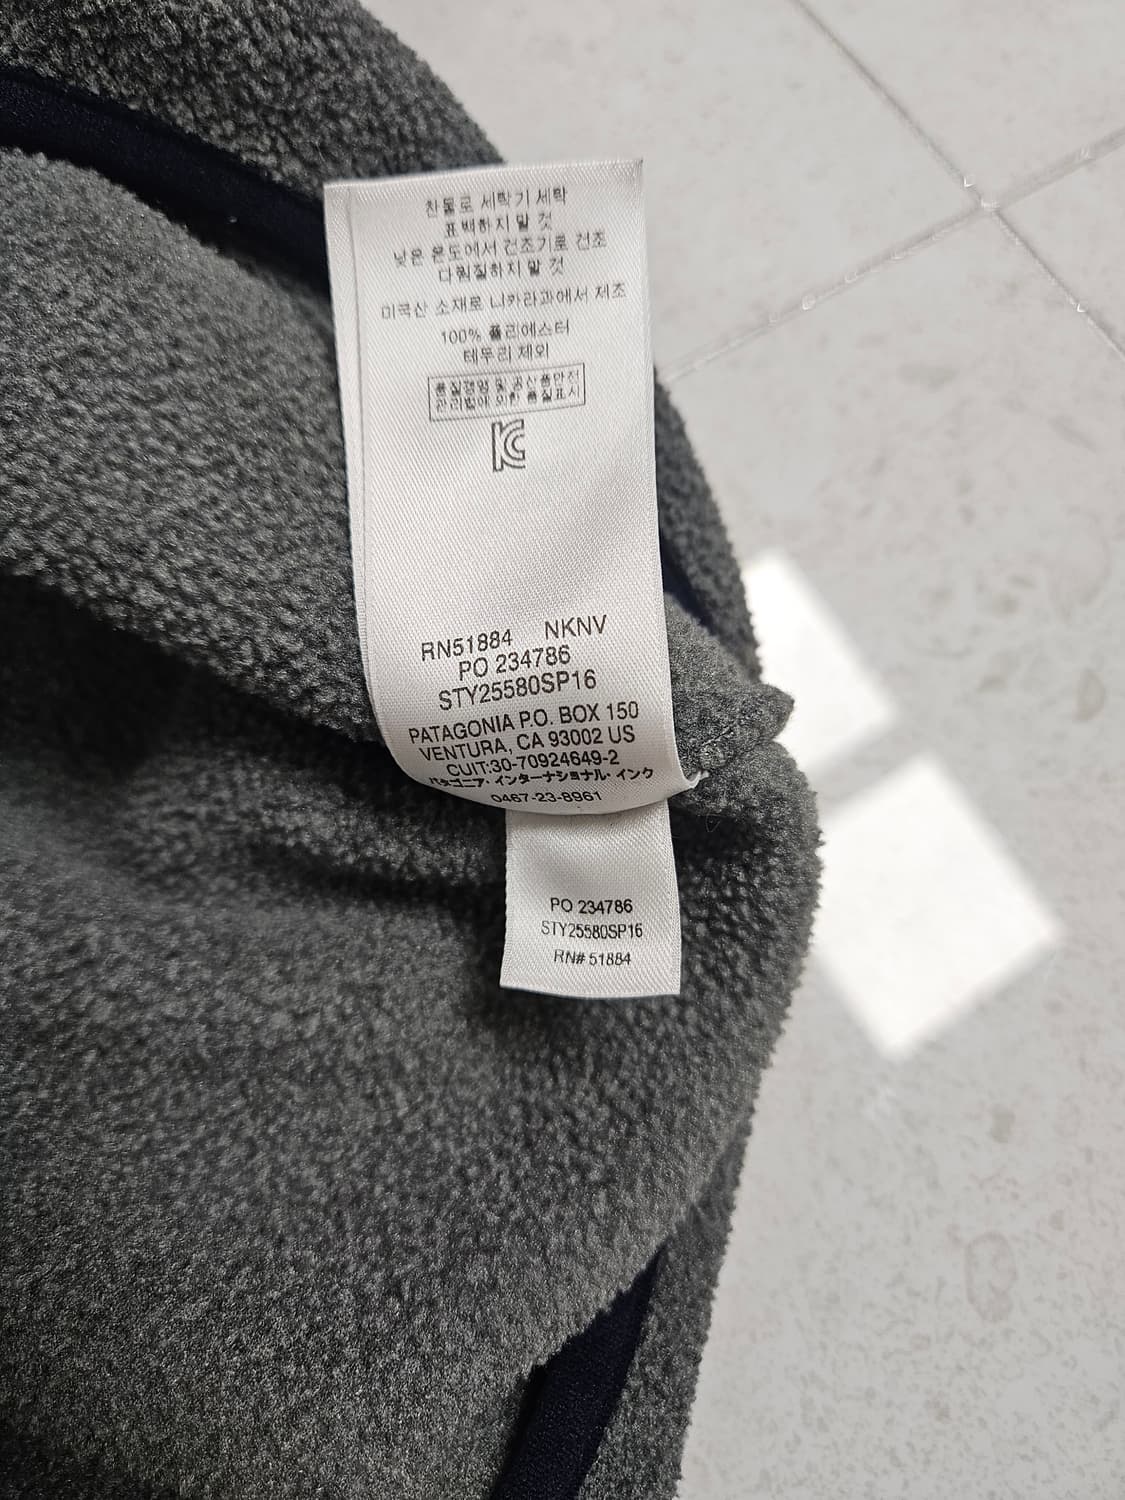 찬물로 세탁기 세탁
표백하지 말 것
낮은 온도에서 건조기로 건조
다림질하지 말 것
미국산 소재로 니카라과에서 제조
100% 폴리에스터
테두리 제외
품질경영 및 공산품안전
관리법에 의한 품질표시
RN51884 NKNV
PO 234786
STY25580SP16
PATAGONIA P.O. BOX 150
VENTURA, CA 93002 US
CUIT:30-70924649-2
パタゴニア・インターナショナル・インク
0467-23-8961
PO 234786
STY25580SP16
RN# 51884